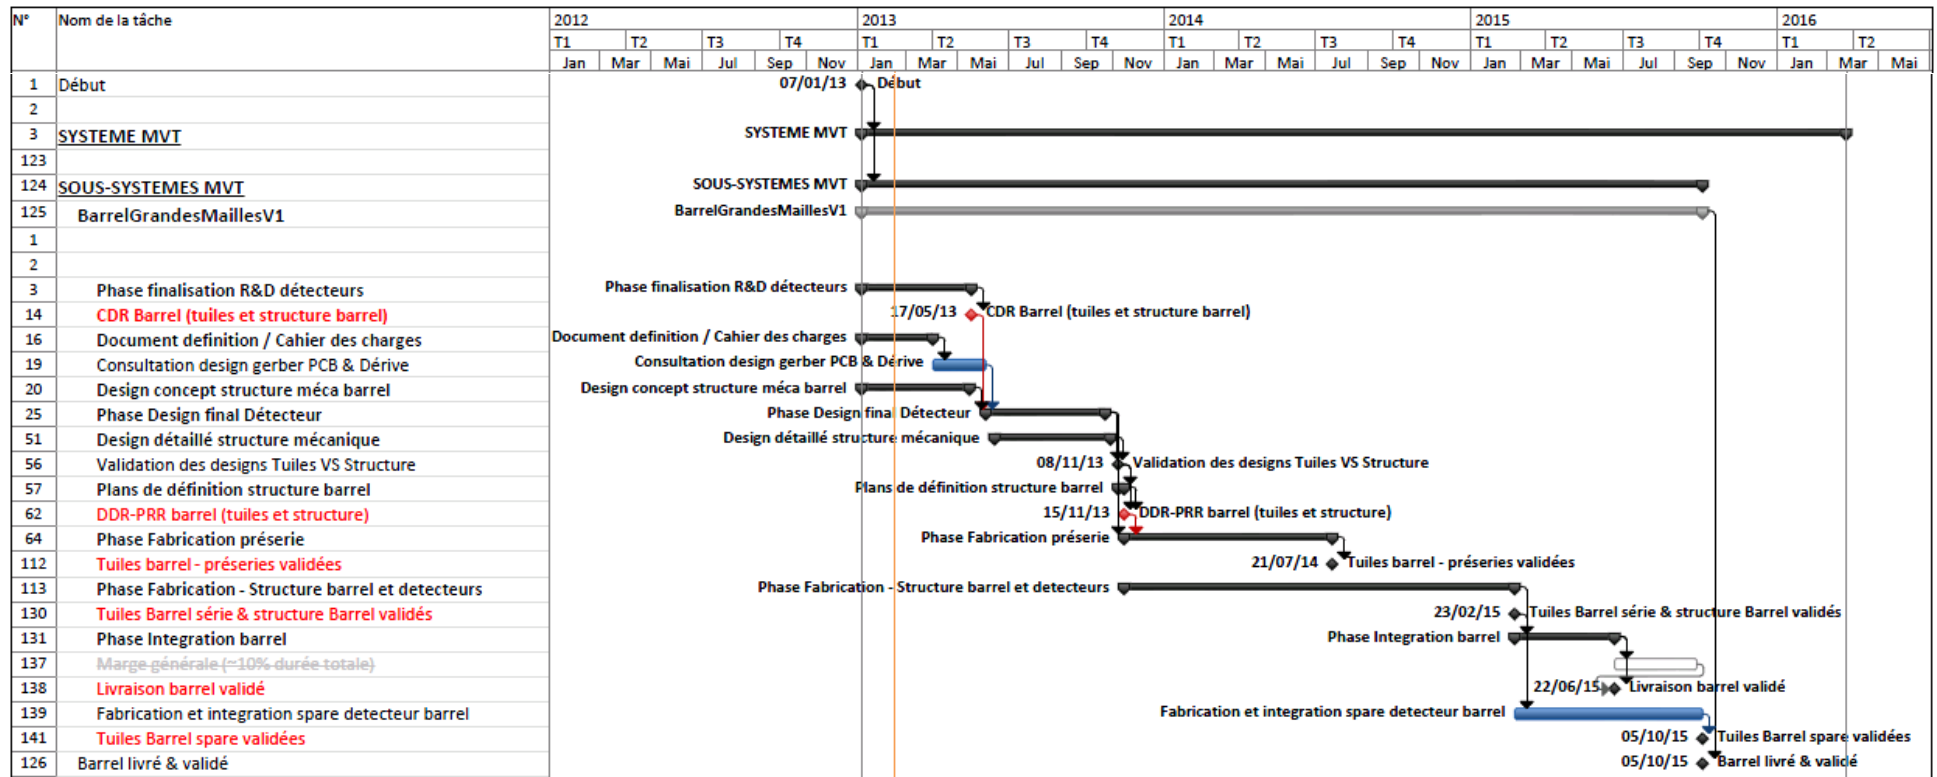 N° Nom de la tâche 2012 2013 2014 2015 2016
T1 T2 T3 T4 T1 T2 T3 T4 T1 T2 T3 T4 T1 T2 T3 T4 T1 T2
Jan Mar Mai Jul Sep Nov Jan Mar Mai Jul Sep Nov Jan Mar Mai Jul Sep Nov Jan Mar Mai Jul Sep Nov Jan Mar Mai
1 Début 07/01/13 Début
2
3 SYSTEME MVT SYSTEME MVT
123
124 SOUS-SYSTEMES MVT SOUS-SYSTEMES MVT
125 BarrelGrandesMaillesV1 BarrelGrandesMaillesV1
1
2
3 Phase finalisation R&D détecteurs Phase finalisation R&D détecteurs
14 CDR Barrel (tuiles et structure barrel) 17/05/13 CDR Barrel (tuiles et structure barrel)
16 Document definition / Cahier des charges Document definition / Cahier des charges
19 Consultation design gerber PCB & Dérive Consultation design gerber PCB & Dérive
20 Design concept structure méca barrel Design concept structure méca barrel
25 Phase Design final Détecteur Phase Design final Détecteur
51 Design détaillé structure mécanique Design détaillé structure mécanique
56 Validation des designs Tuiles VS Structure 08/11/13 Validation des designs Tuiles VS Structure
57 Plans de définition structure barrel Plans de définition structure barrel
62 DDR-PRR barrel (tuiles et structure) 15/11/13 DDR-PRR barrel (tuiles et structure)
64 Phase Fabrication préserie Phase Fabrication préserie
112 Tuiles barrel - préseries validées 21/07/14 Tuiles barrel - préseries validées
113 Phase Fabrication - Structure barrel et detecteurs Phase Fabrication - Structure barrel et detecteurs
130 Tuiles Barrel série & structure Barrel validés 23/02/15 Tuiles Barrel série & structure Barrel validés
131 Phase Integration barrel Phase Integration barrel
137 Marge générale (~10% durée totale)
138 Livraison barrel validé 22/06/15 Livraison barrel validé
139 Fabrication et integration spare detecteur barrel Fabrication et integration spare detecteur barrel
141 Tuiles Barrel spare validées 05/10/15 Tuiles Barrel spare validées
126 Barrel livré & validé 05/10/15 Barrel livré & validé